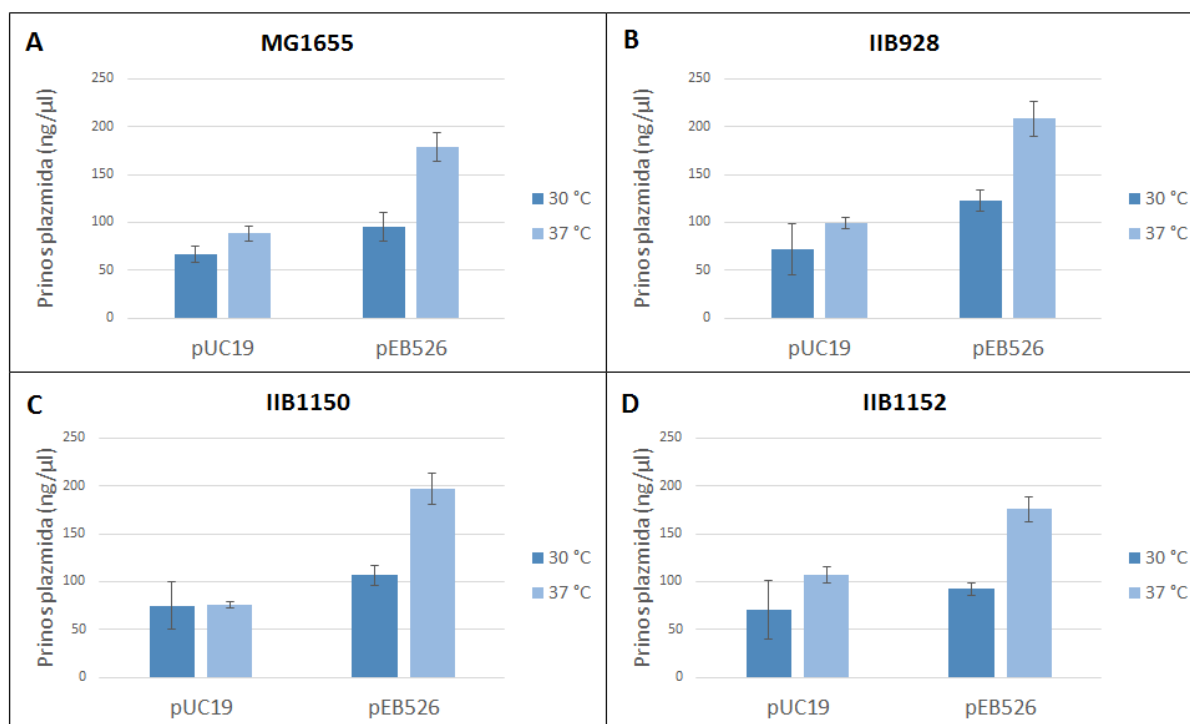 A
MG1655
Prinos plazmida (ng/µl)
250
200
150
100
50
0
pUC19
pEB526
30 °C
37 °C
B
IIB928
Prinos plazmida (ng/µl)
250
200
150
100
50
0
pUC19
pEB526
30 °C
37 °C
C
IIB1150
Prinos plazmida (ng/µl)
250
200
150
100
50
0
pUC19
pEB526
30 °C
37 °C
D
IIB1152
Prinos plazmida (ng/µl)
250
200
150
100
50
0
pUC19
pEB526
30 °C
37 °C